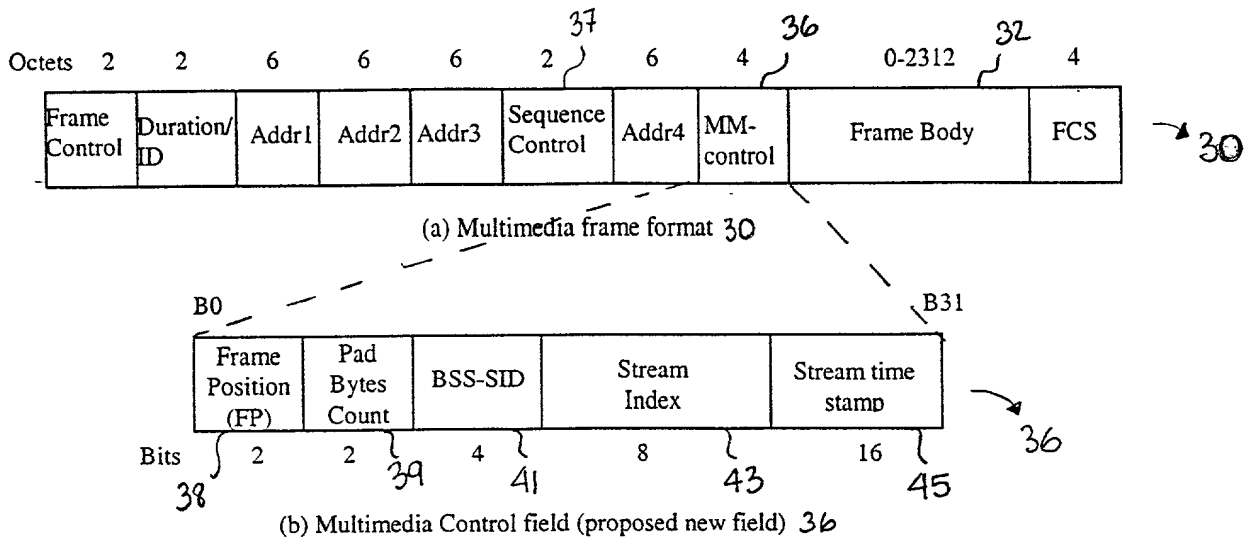 37 36 32
Octets 2 2 6 6 6 2 6 4 0-2312 4
Frame Control Duration/ID Addr1 Addr2 Addr3 Sequence Control Addr4 MM-control Frame Body FCS 30
(a) Multimedia frame format 30
B0 B31
Frame Position (FP) Pad Bytes Count BSS-SID Stream Index Stream time stamp 36
Bits 2 2 4 8 16
38 39 41 43 45
(b) Multimedia Control field (proposed new field) 36